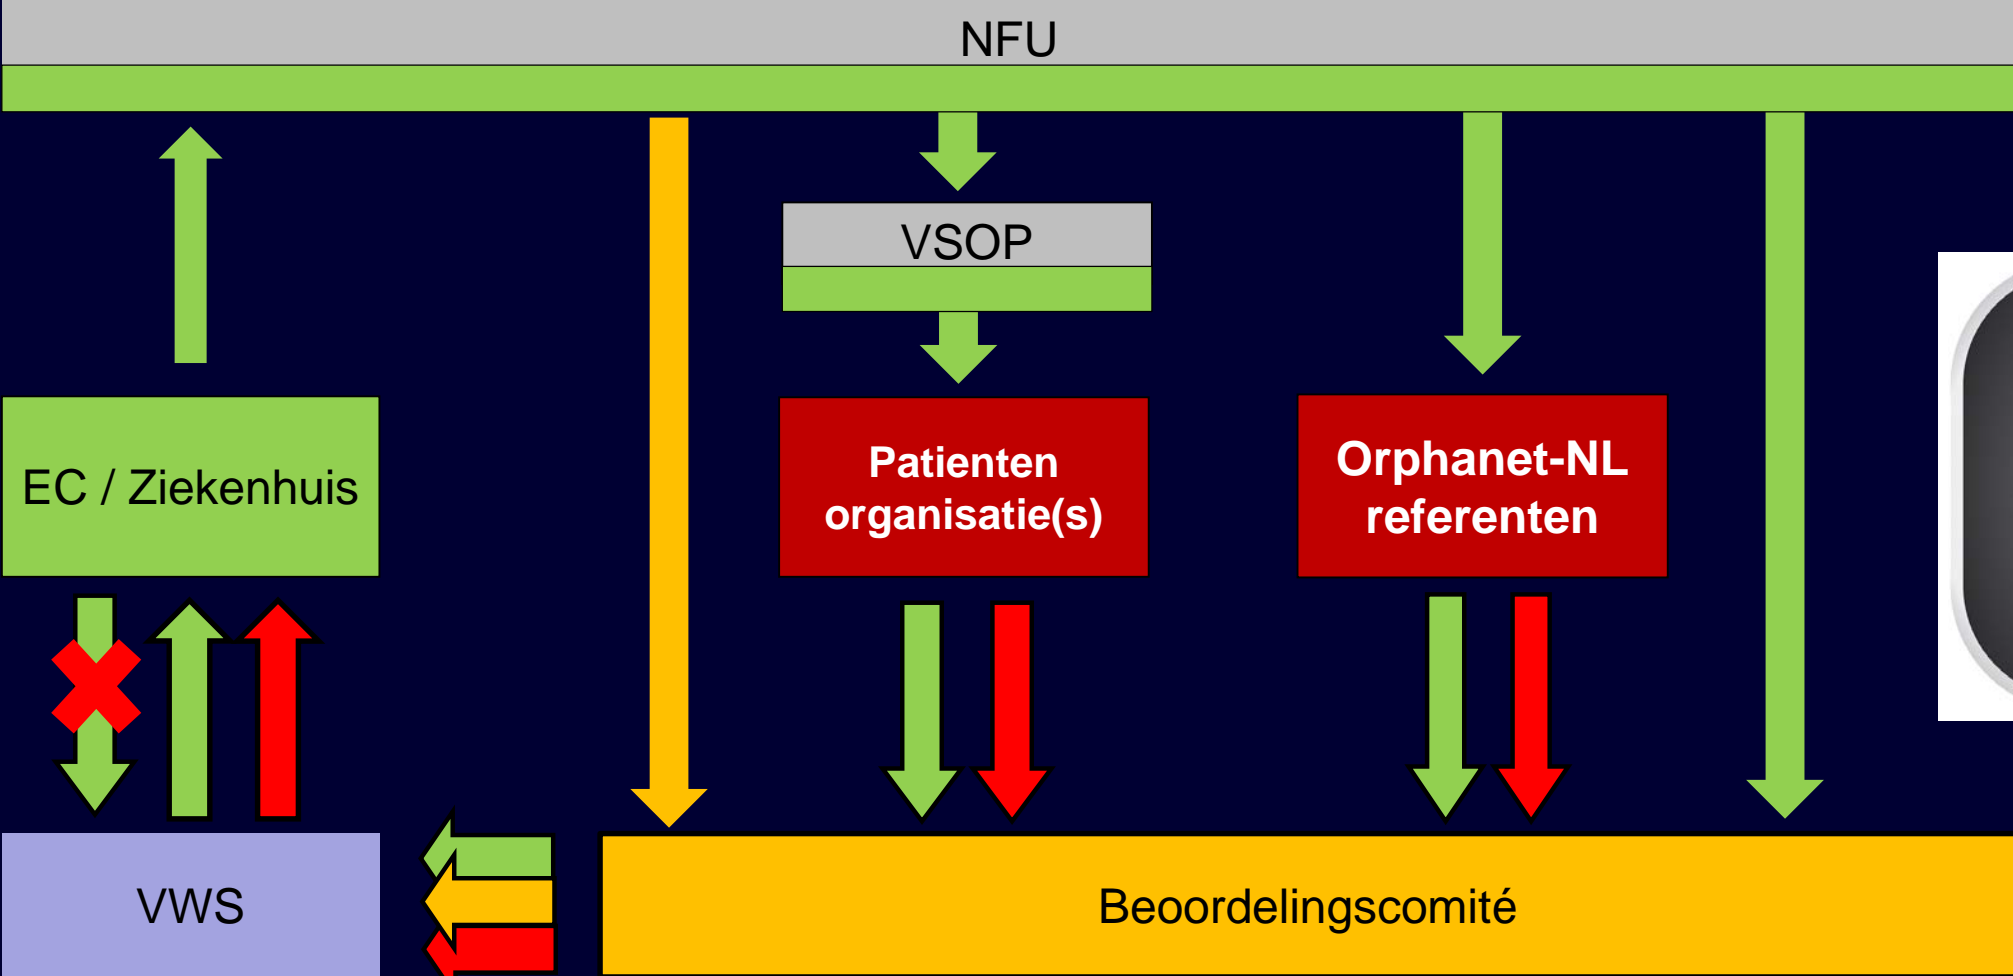 NFU
VSOP
EC / Ziekenhuis
Patienten
organisatie(s)
Orphanet-NL
referenten
VWS
Beoordelingscomité